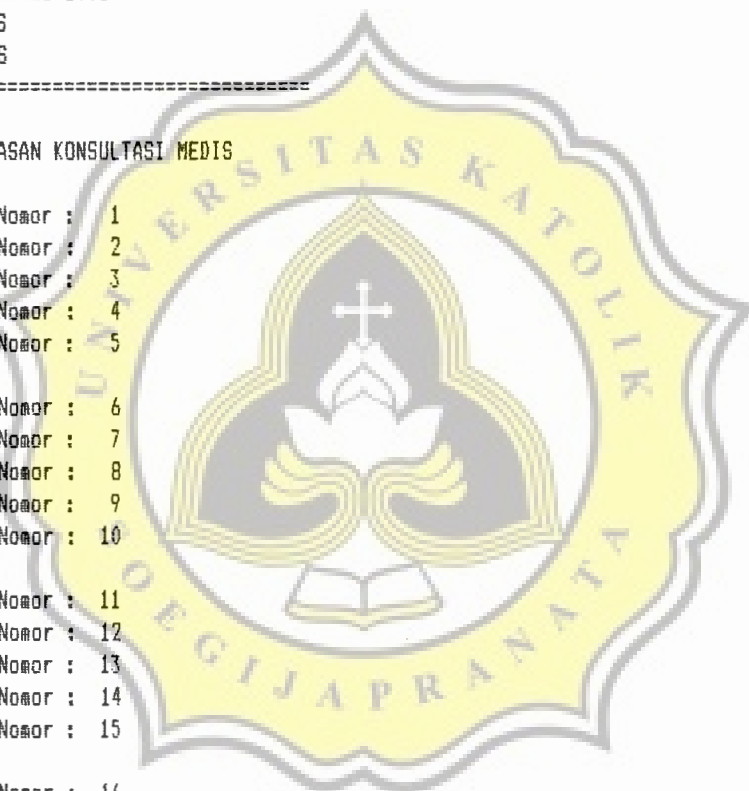 S
S
==============================
ASAN KONSULTASI MEDIS
Nomor : 1
Nomor : 2
Nomor : 3
Nomor : 4
Nomor : 5
Nomor : 6
Nomor : 7
Nomor : 8
Nomor : 9
Nomor : 10
Nomor : 11
Nomor : 12
Nomor : 13
Nomor : 14
Nomor : 15
UNIVERSITAS KATOLIK
SOEGIJAPRANATA